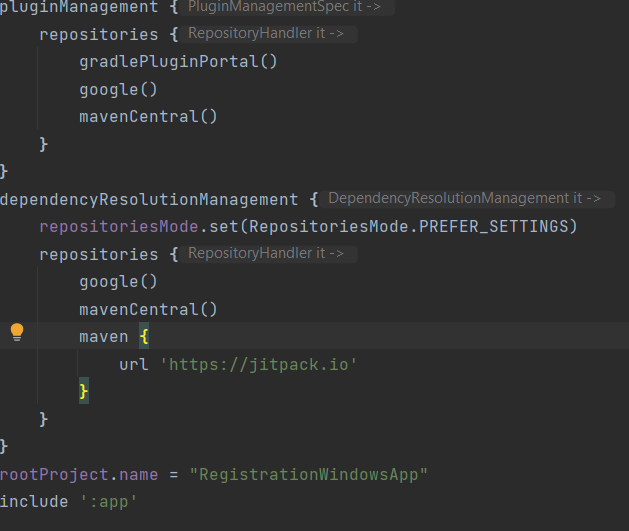 pluginManagement { PluginManagementSpec it ->
repositories { RepositoryHandler it ->
gradlePluginPortal()
google()
mavenCentral()
}
}
dependencyResolutionManagement { DependencyResolutionManagement it ->
repositoriesMode.set(RepositoriesMode.PREFER_SETTINGS)
repositories { RepositoryHandler it ->
google()
mavenCentral()
maven {
url 'https://jitpack.io'
}
}
}
rootProject.name = "RegistrationWindowsApp"
include ':app'